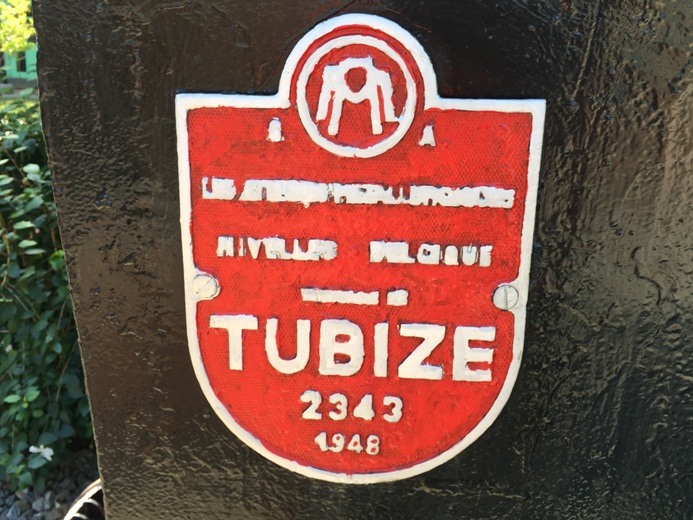 S A
LES ATELIERS METALLURGIQUES
NIVELLES BELGIQUE
TUBIZE
2343
1948